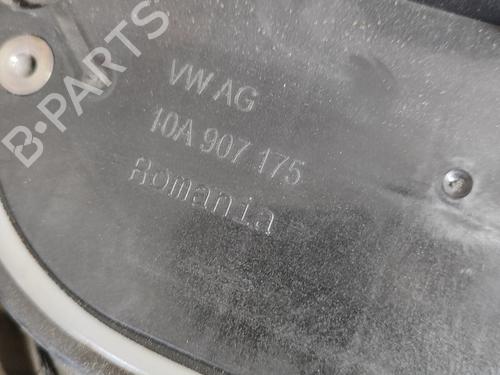 VW AG
10A 907 175
Romania
B-PARTS